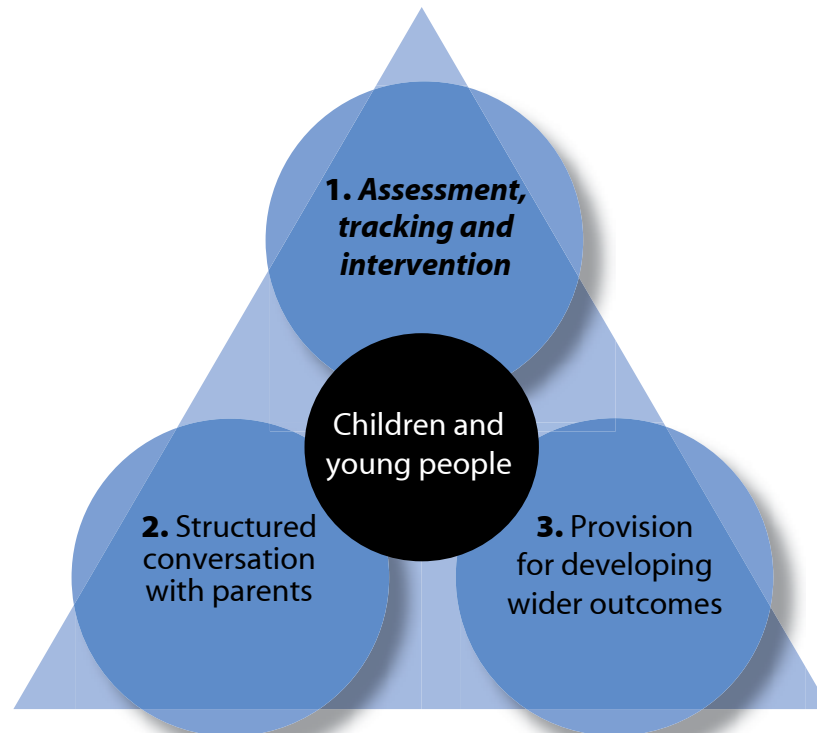 1. Assessment,
tracking and
intervention
Children and
young people
2. Structured
conversation
with parents
3. Provision
for developing
wider outcomes